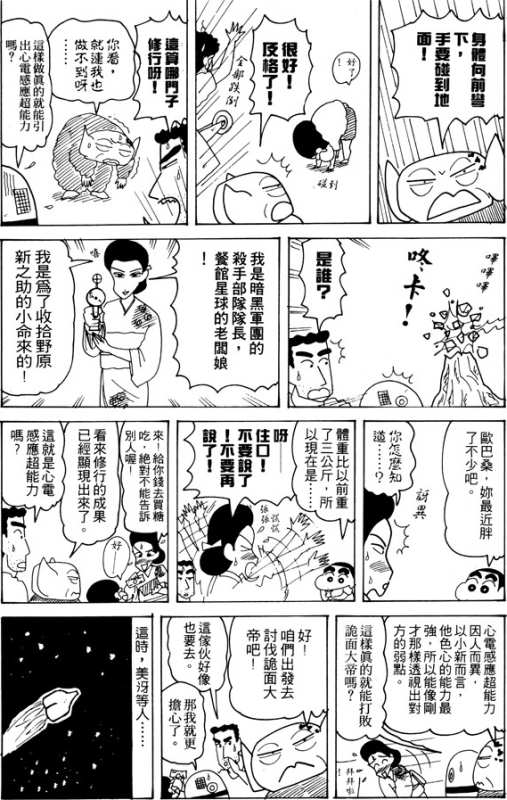 身體向前彎
下，
手要碰到地
面！
（好了！）
碰到
很好！
及格了！
全部跌倒
這算哪門子
修行呀！
你看，
就連我也
做不到呀
……
這樣做真的就能引
出心電感應超能力
嗎？
嗶
嗶
嗶
咚卡！
是誰？
我是暗黑軍團的
殺手部隊隊長，
餐館星球的老闆娘
！
我是為了收拾野原
新之助的小命來的！
歐巴桑，妳最近胖
了不少吧。
訝異
你怎麼知
道……？
體重比以前重
了三公斤，所
以現在是……
呀——
住口！
不要說了
！不要再
說了！
來！給你錢去買糖
吃，絕對不能告訴
別人喔！
好！
看來修行的成果
已經顯現出來了。
這就是心電
感應超能力
嗎？
心電感應超能力
因人而異，
以小新而言，
他色心的能力最
強，所以能像剛
才那樣透視出對
方的弱點。
這樣真的就能打敗
詭面大帝嗎？
拜拜啦
好！
咱們出發去
討伐詭面大
帝吧！
這傢伙好像
也要去。
那我就更
擔心了。
這時，美冴等人……